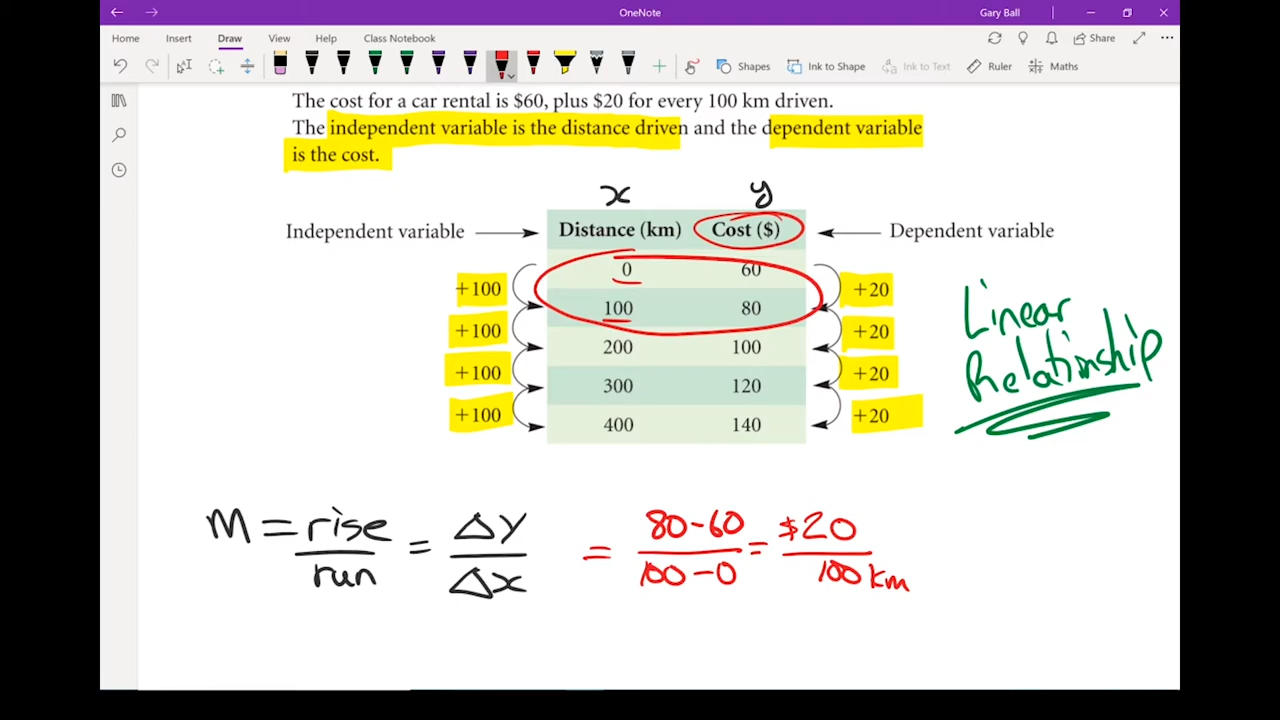 OneNote
Gary Ball
Home Insert Draw View Help Class Notebook
Share
Shapes Ink to Shape Ink to Text Ruler Maths
The cost for a car rental is $60, plus $20 for every 100 km driven.
The independent variable is the distance driven and the dependent variable
is the cost.
x y
Independent variable Distance (km) Cost ($) Dependent variable
0 60
+100 +20
100 80
+100 +20
200 100
+100 +20
300 120
+100 +20
400 140
Linear
Relationship
M = rise/run = Δy/Δx = 80-60/100-0 = $20/100 km